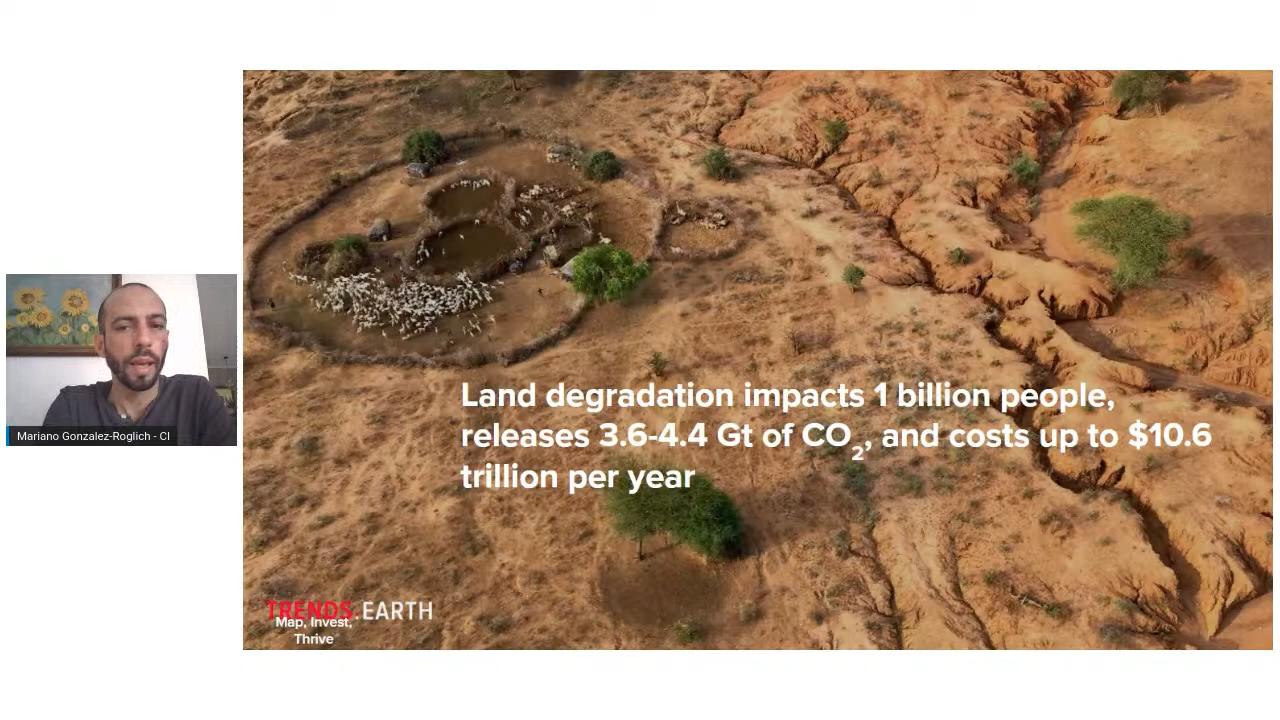 Mariano Gonzalez-Roglich - CI
Land degradation impacts 1 billion people,
releases 3.6-4.4 Gt of CO2, and costs up to $10.6
trillion per year
TRENDS.EARTH
Map, Invest,
Thrive